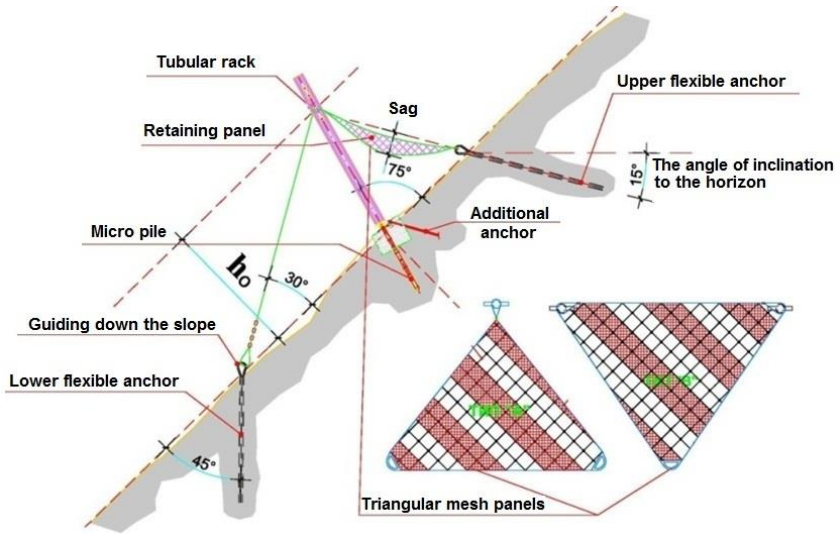 Tubular rack
Upper flexible anchor
Sag
Retaining panel
75°
15°
The angle of inclination
to the horizon
Additional
anchor
Micro pile
h₀
30°
Guiding down the slope
Lower flexible anchor
45°
Triangular mesh panels